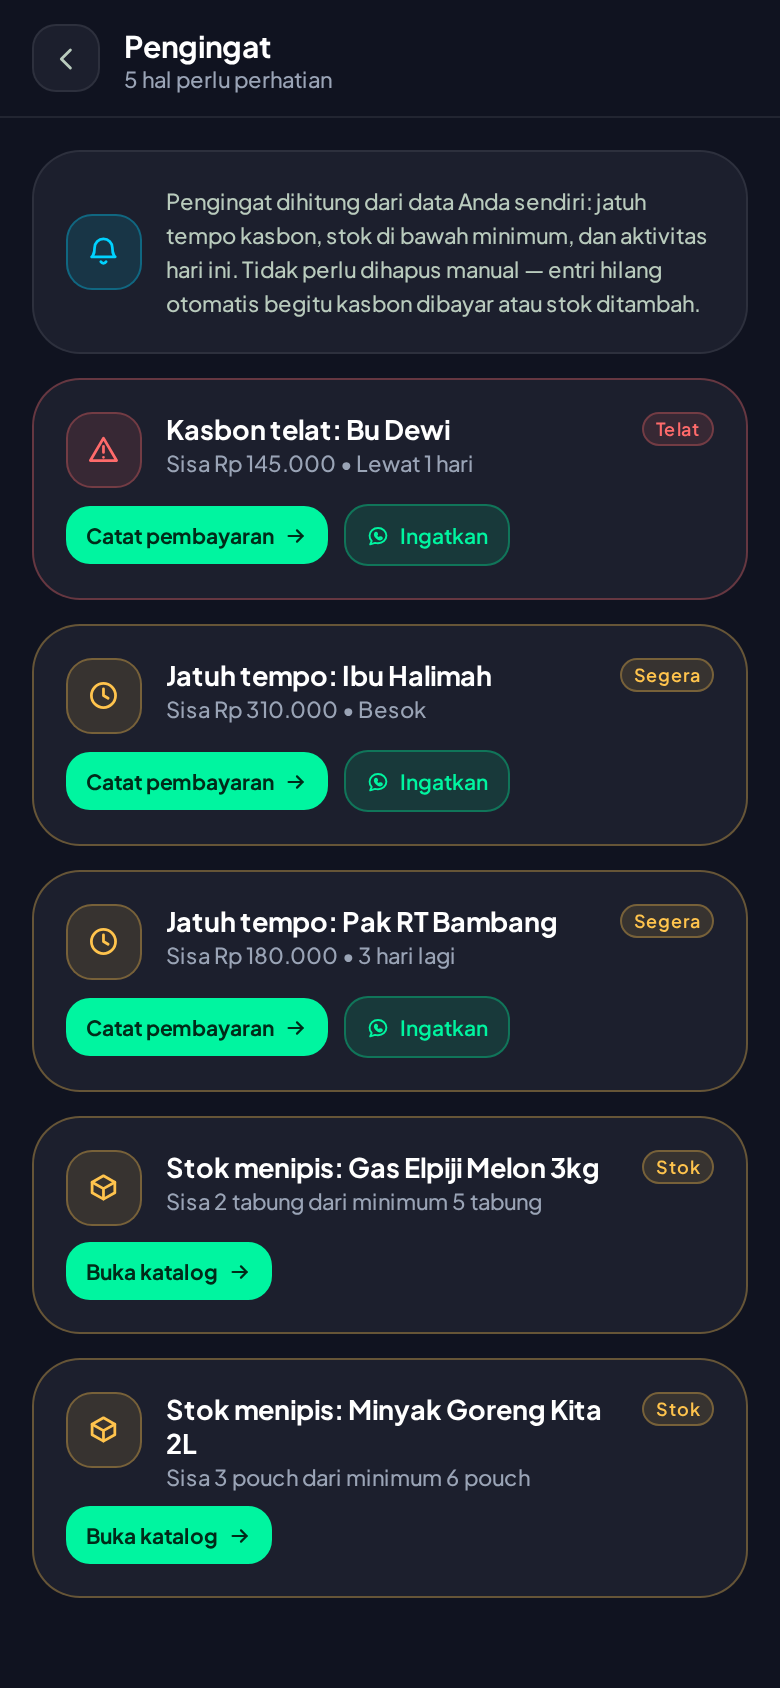 Pengingat
5 hal perlu perhatian
Pengingat dihitung dari data Anda sendiri: jatuh
tempo kasbon, stok di bawah minimum, dan aktivitas
hari ini. Tidak perlu dihapus manual — entri hilang
otomatis begitu kasbon dibayar atau stok ditambah.
Kasbon telat: Bu Dewi
Telat
Sisa Rp 145.000 • Lewat 1 hari
Catat pembayaran →
Ingatkan
Jatuh tempo: Ibu Halimah
Segera
Sisa Rp 310.000 • Besok
Catat pembayaran →
Ingatkan
Jatuh tempo: Pak RT Bambang
Segera
Sisa Rp 180.000 • 3 hari lagi
Catat pembayaran →
Ingatkan
Stok menipis: Gas Elpiji Melon 3kg
Stok
Sisa 2 tabung dari minimum 5 tabung
Buka katalog →
Stok menipis: Minyak Goreng Kita
2L
Stok
Sisa 3 pouch dari minimum 6 pouch
Buka katalog →